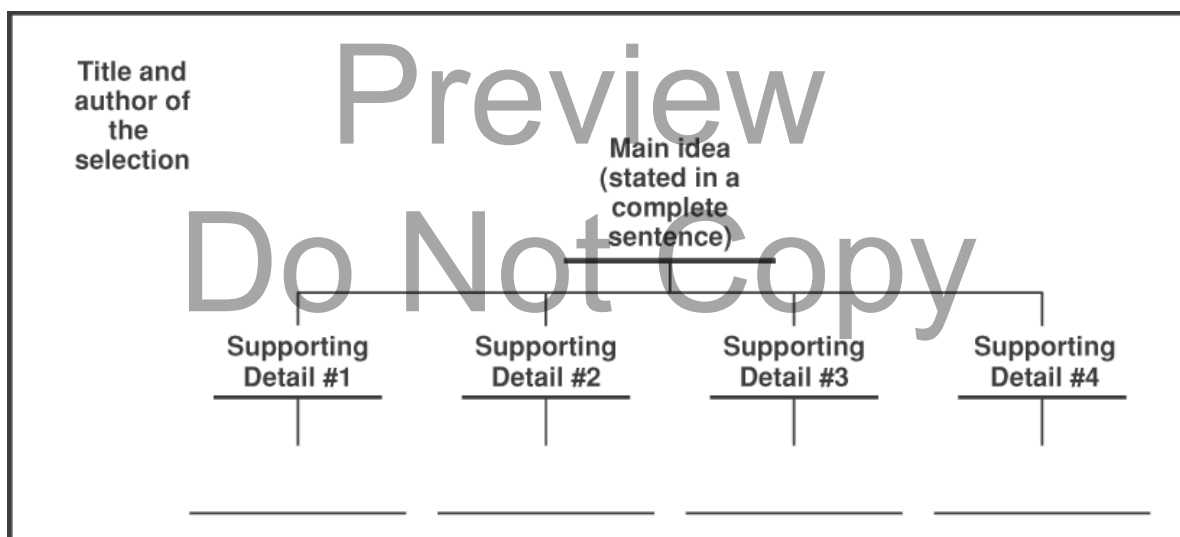 Preview
Title and
author of
the
selection
Main idea
(stated in a
complete
sentence)
Do Not Copy
Supporting
Detail #1
Supporting
Detail #2
Supporting
Detail #3
Supporting
Detail #4